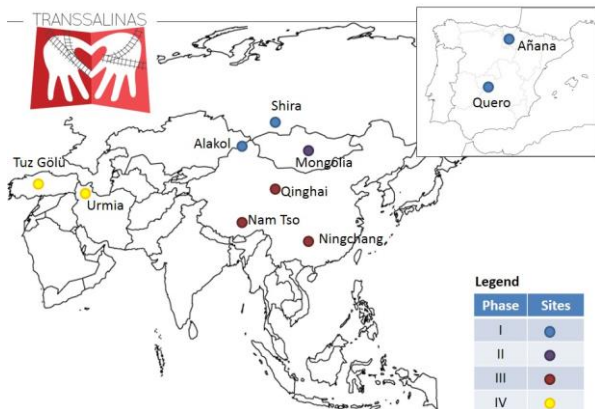 TRANSSALINAS
Añana
Quero
Shira
Alakol
Mongolia
Tuz Gölü
Urmia
Qinghai
Nam Tso
Ningchang
Legend
Phase Sites
I
II
III
IV